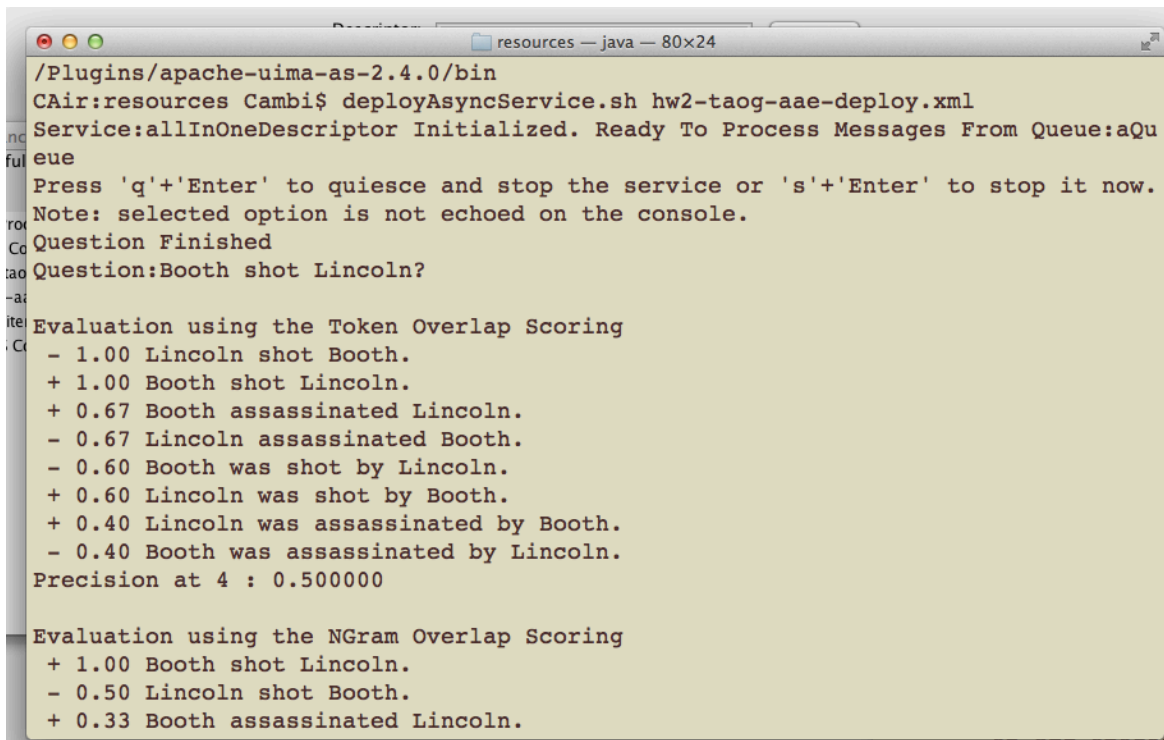 resources — java — 80×24
/Plugins/apache-uima-as-2.4.0/bin
CAir:resources Cambi$ deployAsyncService.sh hw2-taog-aae-deploy.xml
Service:allInOneDescriptor Initialized. Ready To Process Messages From Queue:aQu
eue
Press 'q'+'Enter' to quiesce and stop the service or 's'+'Enter' to stop it now.
Note: selected option is not echoed on the console.
Question Finished
Question:Booth shot Lincoln?
Evaluation using the Token Overlap Scoring
- 1.00 Lincoln shot Booth.
+ 1.00 Booth shot Lincoln.
+ 0.67 Booth assassinated Lincoln.
- 0.67 Lincoln assassinated Booth.
- 0.60 Booth was shot by Lincoln.
+ 0.60 Lincoln was shot by Booth.
+ 0.40 Lincoln was assassinated by Booth.
- 0.40 Booth was assassinated by Lincoln.
Precision at 4 : 0.500000
Evaluation using the NGram Overlap Scoring
+ 1.00 Booth shot Lincoln.
- 0.50 Lincoln shot Booth.
+ 0.33 Booth assassinated Lincoln.